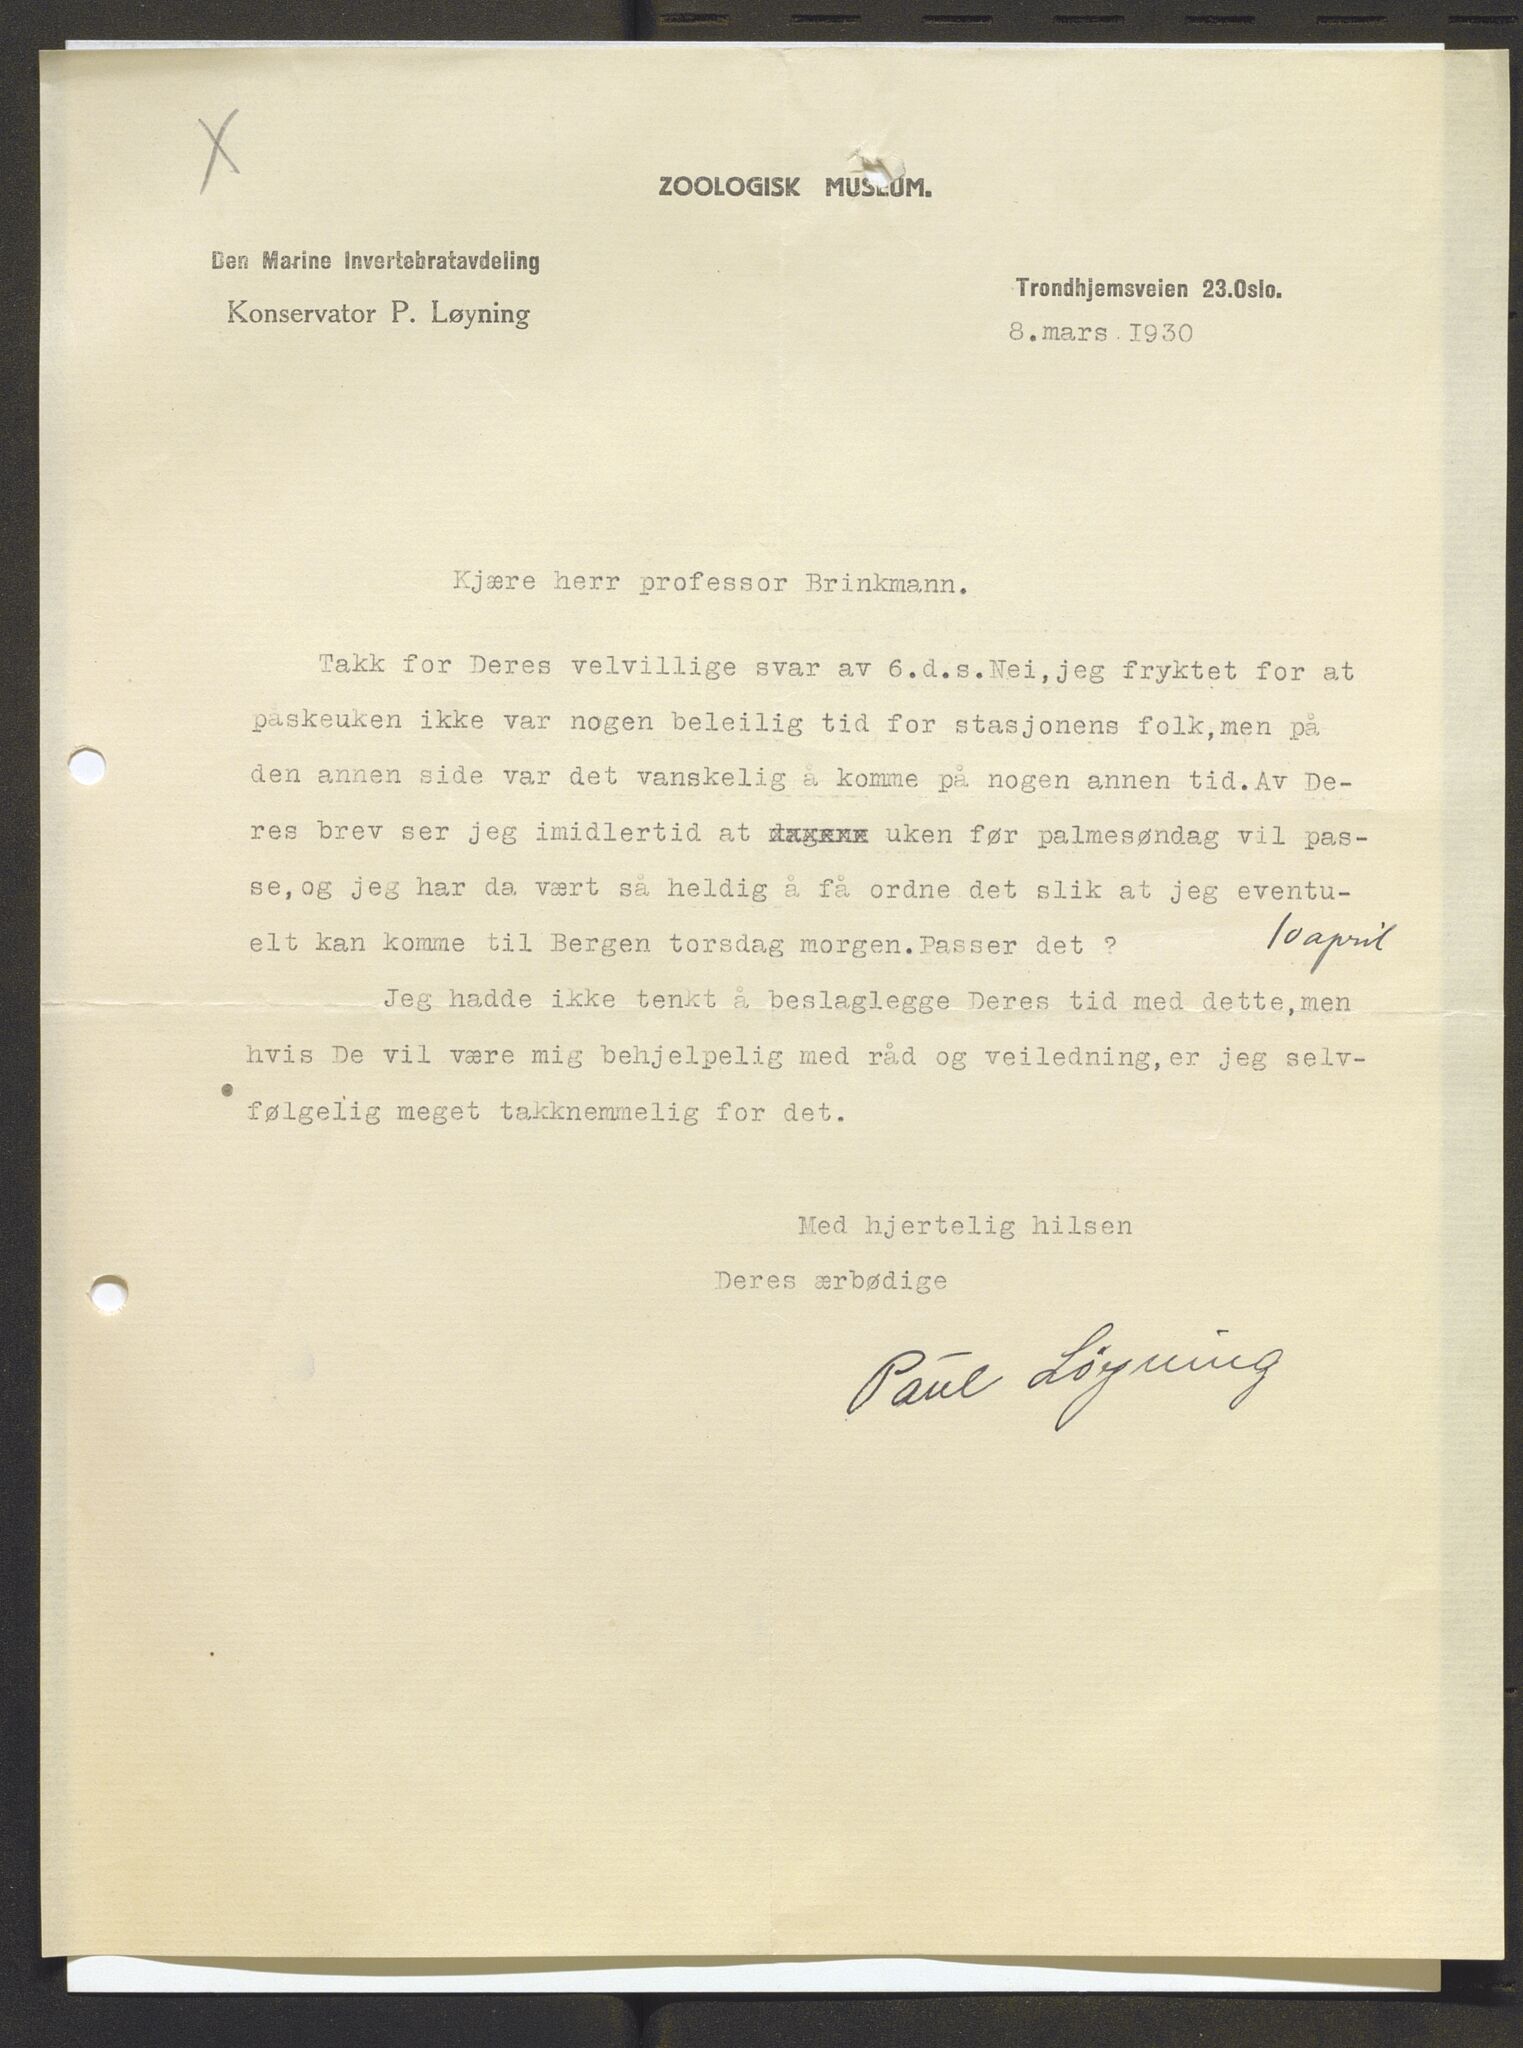 ZOOLOGISK MUSEUM.
Den Marine Invertebratavdeling
Konservator P. Løyning
Trondhjemsveien 23.Oslo.
8.mars 1930
Kjære herr professor Brinkmann.
Takk for Deres velvillige svar av 6.d.s.Nei,jeg fryktet for at
påskeuken ikke var nogen beleilig tid for stasjonens folk,men på
den annen side var det vanskelig å komme på nogen annen tid.Av De-
res brev ser jeg imidlertid at uken før palmesøndag vil pas-
se,og jeg har da vært så heldig å få ordne det slik at jeg eventu-
elt kan komme til Bergen torsdag morgen.Passer det ? 10 april
Jeg hadde ikke tenkt å beslaglegge Deres tid med dette,men
hvis De vil være mig behjelpelig med råd og veiledning,er jeg selv-
følgelig meget takknemmelig for det.
Med hjertelig hilsen
Deres ærbødige
Paul Løyning